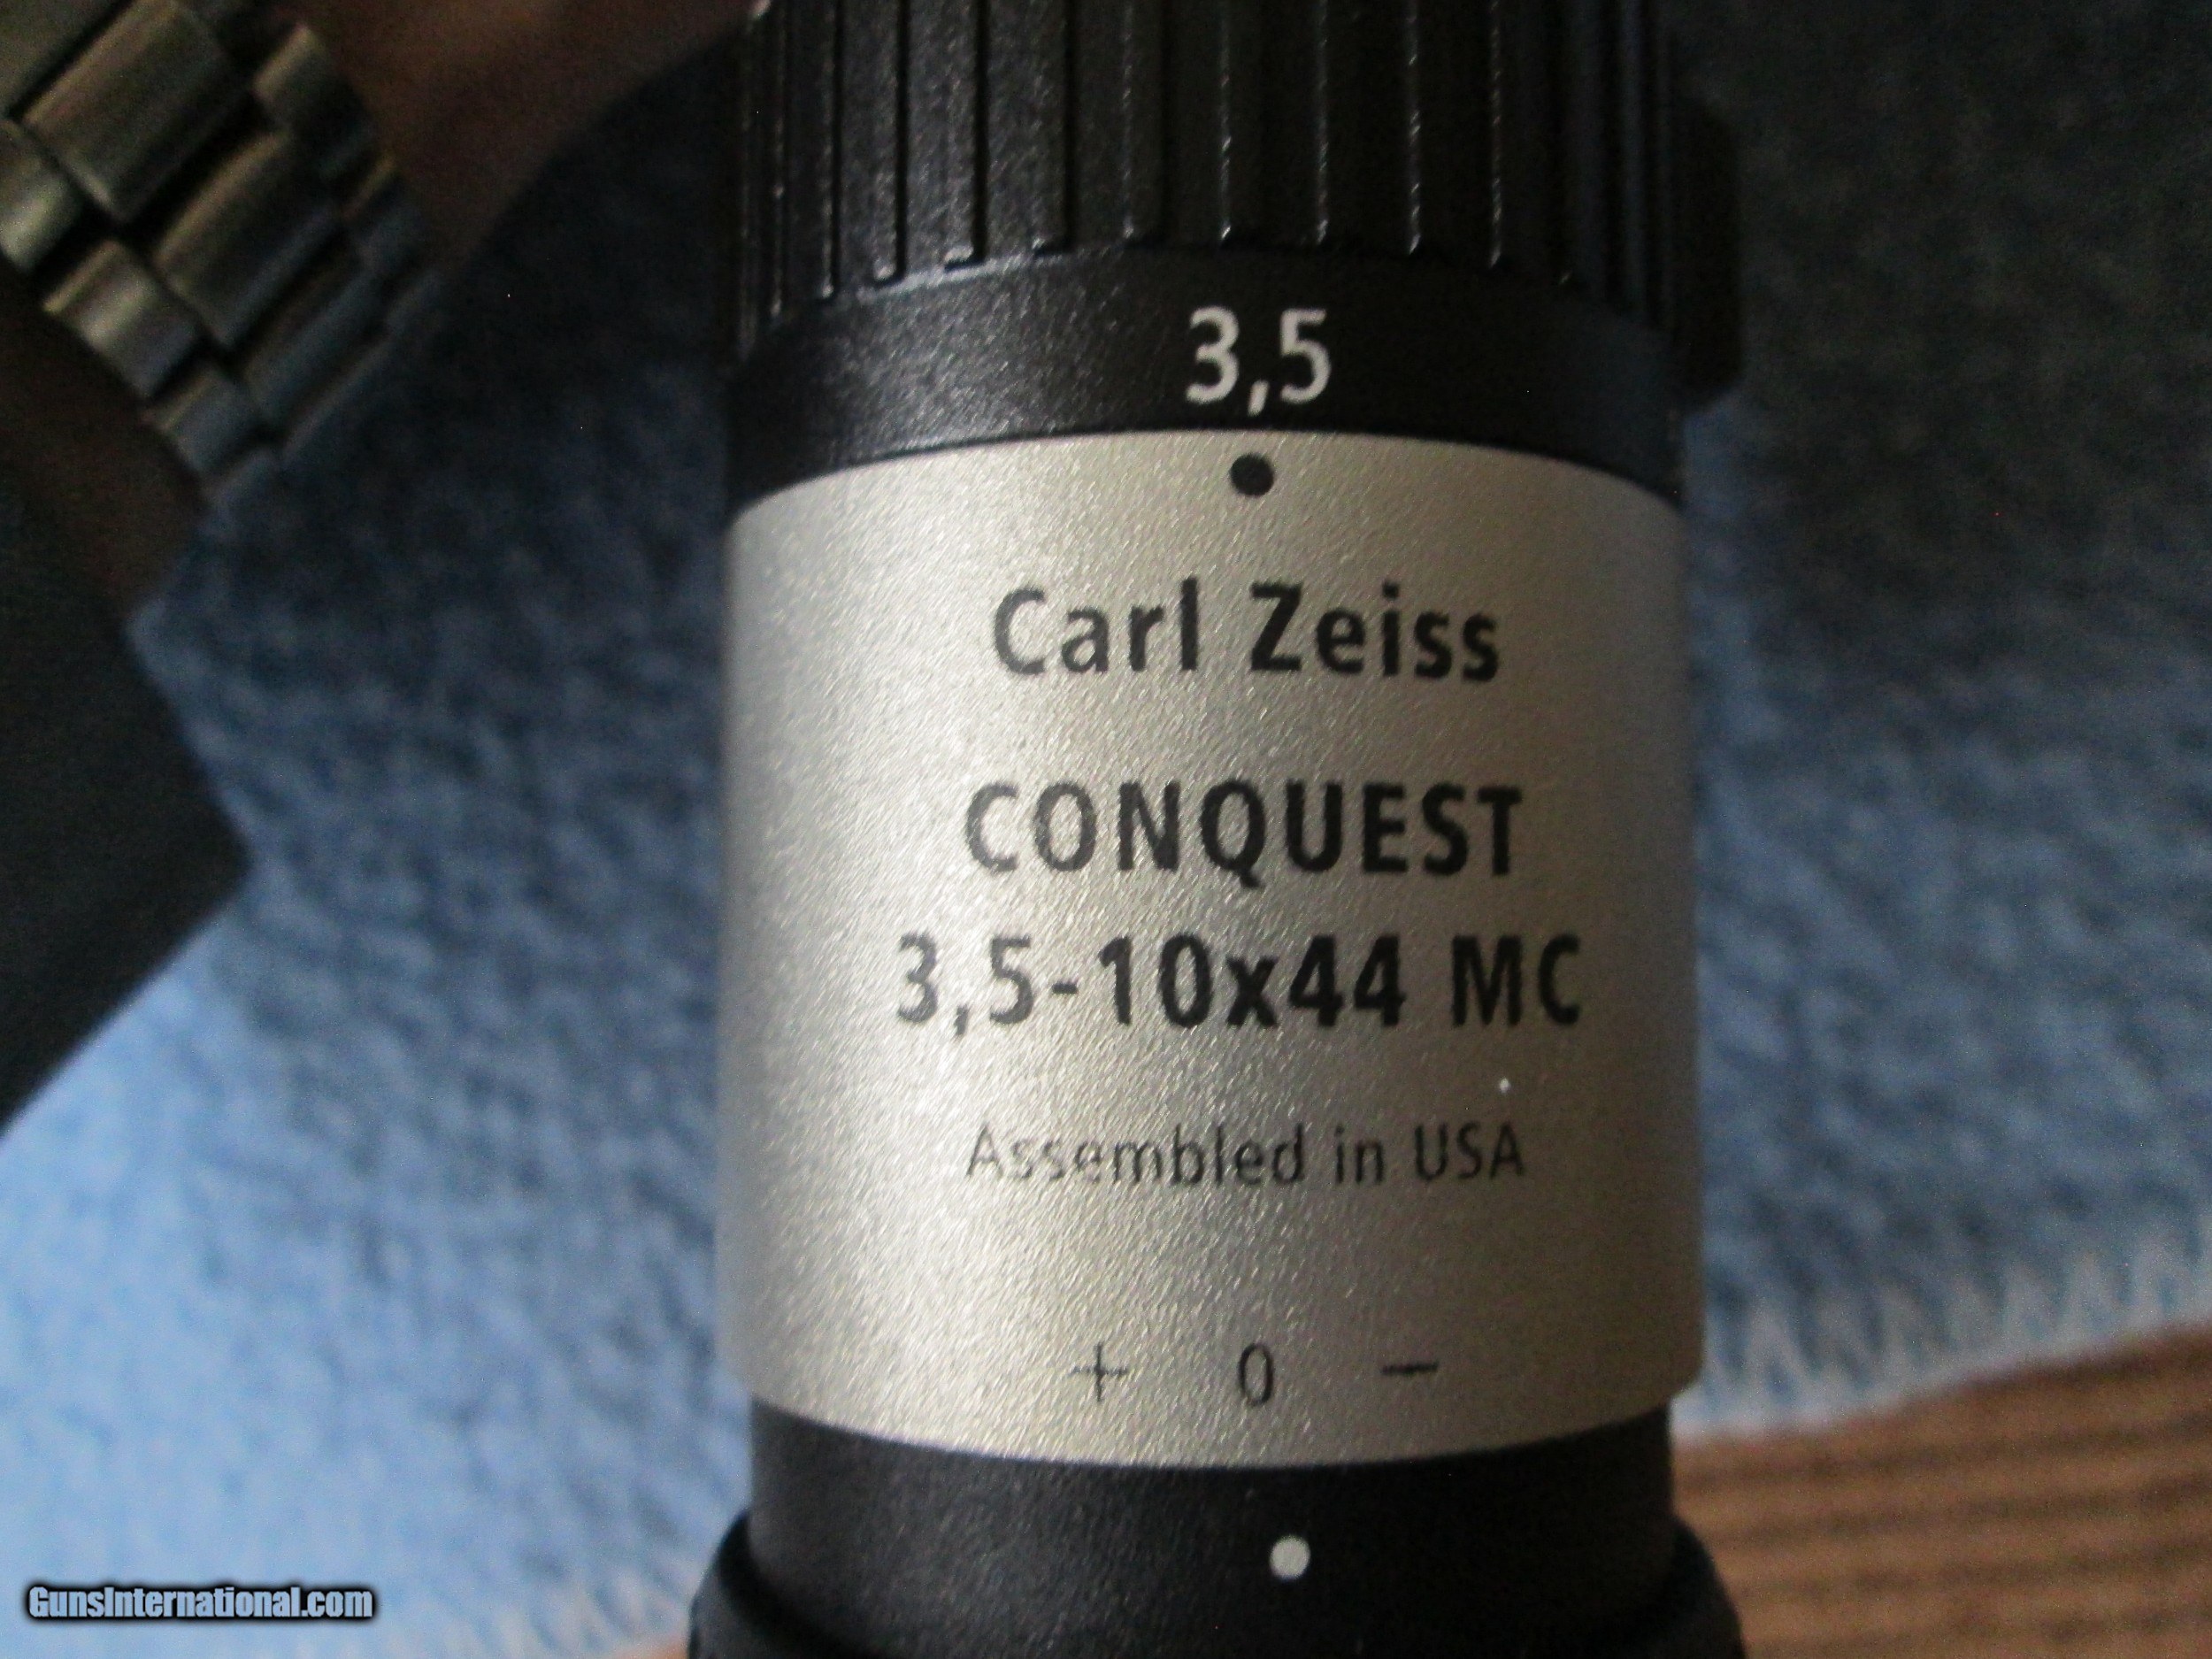 3,5
Carl Zeiss
CONQUEST
3,5-10x44 MC
Assembled in USA
+ 0 −
GunsInternational.com